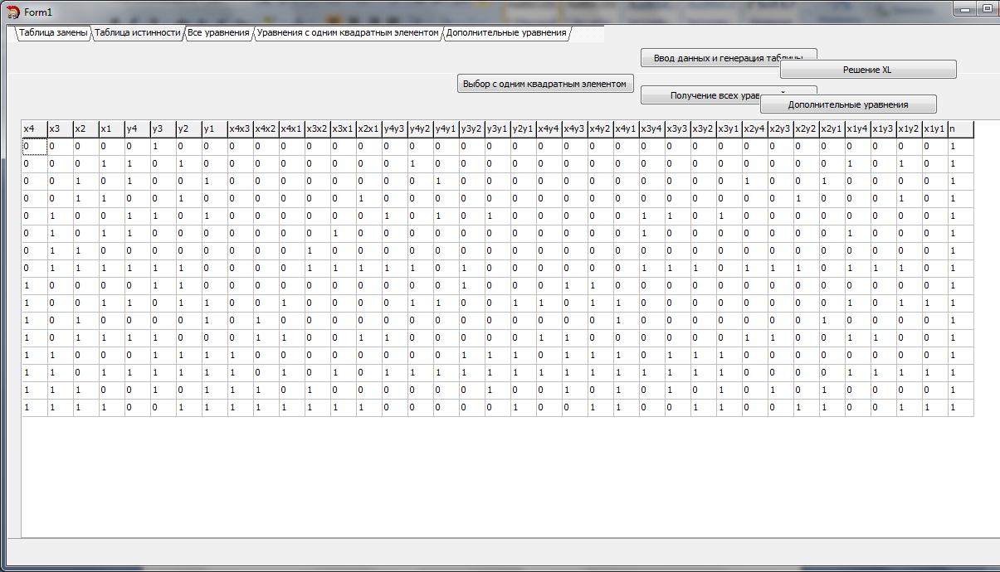 Form1
Таблица замены Таблица истинности Все уравнения Уравнения с одним квадратным элементом Дополнительные уравнения
Ввод данных и генерация таблицы
Решение XL
Выбор с одним квадратным элементом
Получение всех
Дополнительные уравнения
x4 x3 x2 x1 y4 y3 y2 y1 x4x3 x4x2 x4x1 x3x2 x3x1 x2x1 y4y3 y4y2 y4y1 y3y2 y3y1 y2y1 x4y4 x4y3 x4y2 x4y1 x3y4 x3y3 x3y2 x3y1 x2y4 x2y3 x2y2 x2y1 x1y4 x1y3 x1y2 x1y1 n
0 0 0 0 0 1 0 0 0 0 0 0 0 0 0 0 0 0 0 0 0 0 0 0 0 0 0 0 0 0 0 0 0 0 0 0 1
0 0 0 1 1 0 1 0 0 0 0 0 0 0 0 1 0 0 0 0 0 0 0 0 0 0 0 0 0 0 0 0 1 0 1 0 1
0 0 1 0 1 0 0 1 0 0 0 0 0 0 0 0 1 0 0 0 0 0 0 0 0 0 0 0 1 0 0 1 0 0 0 0 1
0 0 1 1 0 0 1 0 0 0 0 0 0 1 0 0 0 0 0 0 0 0 0 0 0 0 0 0 0 0 1 0 0 0 1 0 1
0 1 0 0 1 1 0 1 0 0 0 0 0 0 1 0 1 0 1 0 0 0 0 0 1 1 0 1 0 0 0 0 0 0 0 0 1
0 1 0 1 1 0 0 0 0 0 0 0 1 0 0 0 0 0 0 0 0 0 0 0 1 0 0 0 0 0 0 0 1 0 0 0 1
0 1 1 0 0 0 0 0 0 0 0 1 0 0 0 0 0 0 0 0 0 0 0 0 0 0 0 0 0 0 0 0 0 0 0 0 1
0 1 1 1 1 1 1 0 0 0 0 1 1 1 1 1 0 1 0 0 0 0 0 0 1 1 1 0 1 1 1 0 1 1 1 0 1
1 0 0 0 0 1 1 0 0 0 0 0 0 0 0 0 0 1 0 0 0 1 1 0 0 0 0 0 0 0 0 0 0 0 0 0 1
1 0 0 1 1 0 1 1 0 0 1 0 0 0 0 1 1 0 0 1 1 0 1 1 0 0 0 0 0 0 0 0 1 0 1 1 1
1 0 1 0 0 0 0 1 0 1 0 0 0 0 0 0 0 0 0 0 0 0 0 1 0 0 0 0 0 0 0 1 0 0 0 0 1
1 0 1 1 1 1 0 0 0 1 1 0 0 1 1 0 0 0 0 0 1 1 0 0 0 0 0 0 1 1 0 0 1 1 0 0 1
1 1 0 0 0 1 1 1 1 0 0 0 0 0 0 0 0 1 1 1 0 1 1 1 0 1 1 1 0 0 0 0 0 0 0 0 1
1 1 0 1 1 1 1 1 1 0 1 0 1 0 1 1 1 1 1 1 1 1 1 1 1 1 1 1 0 0 0 0 1 1 1 1 1
1 1 1 0 0 1 0 1 1 1 0 1 0 0 0 0 0 0 1 0 0 1 0 1 0 1 0 1 0 1 0 1 0 0 0 0 1
1 1 1 1 0 0 1 1 1 1 1 1 1 1 0 0 0 0 0 1 0 0 1 1 0 0 1 1 0 0 1 1 0 0 1 1 1